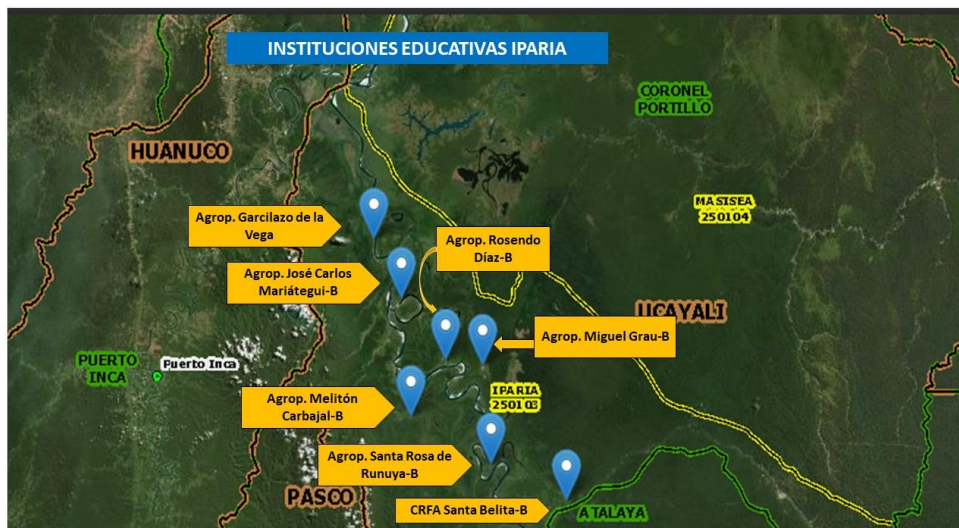 INSTITUCIONES EDUCATIVAS IPARIA
CORONEL
PORTILLO
HUANUCO
MASISEA
250104
Agrop. Garcilazo de la
Vega
Agrop. Rosendo
Díaz-B
Agrop. José Carlos
Mariátegui-B
UCAYALI
Agrop. Miguel Grau-B
PUERTO
INCA
Puerto Inca
IPARIA
250103
Agrop. Melitón
Carbajal-B
Agrop. Santa Rosa de
Runuya-B
PASCO
CRFA Santa Belita-B
ATALAYA